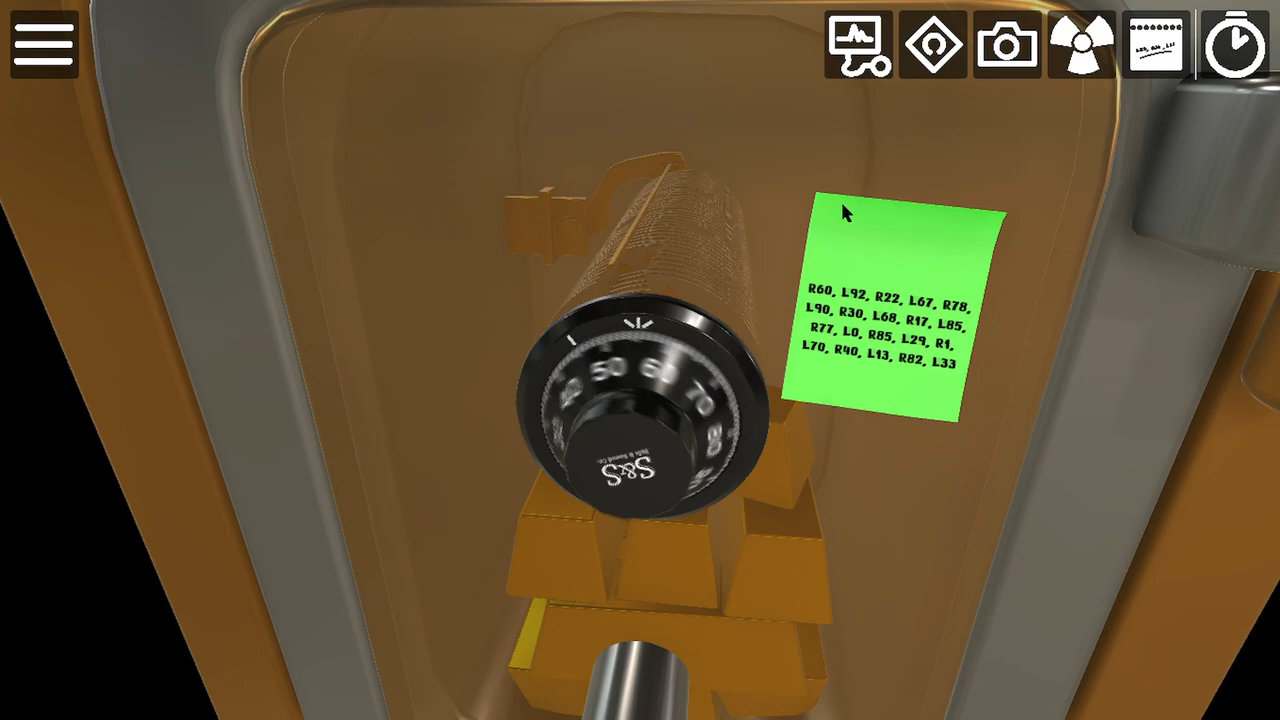 R60, L92, R22, L67, R78,
L90, R30, L68, R17, L85,
R77, L0, R85, L29, R1,
L70, R40, L13, R82, L33
50 60 70
S&S